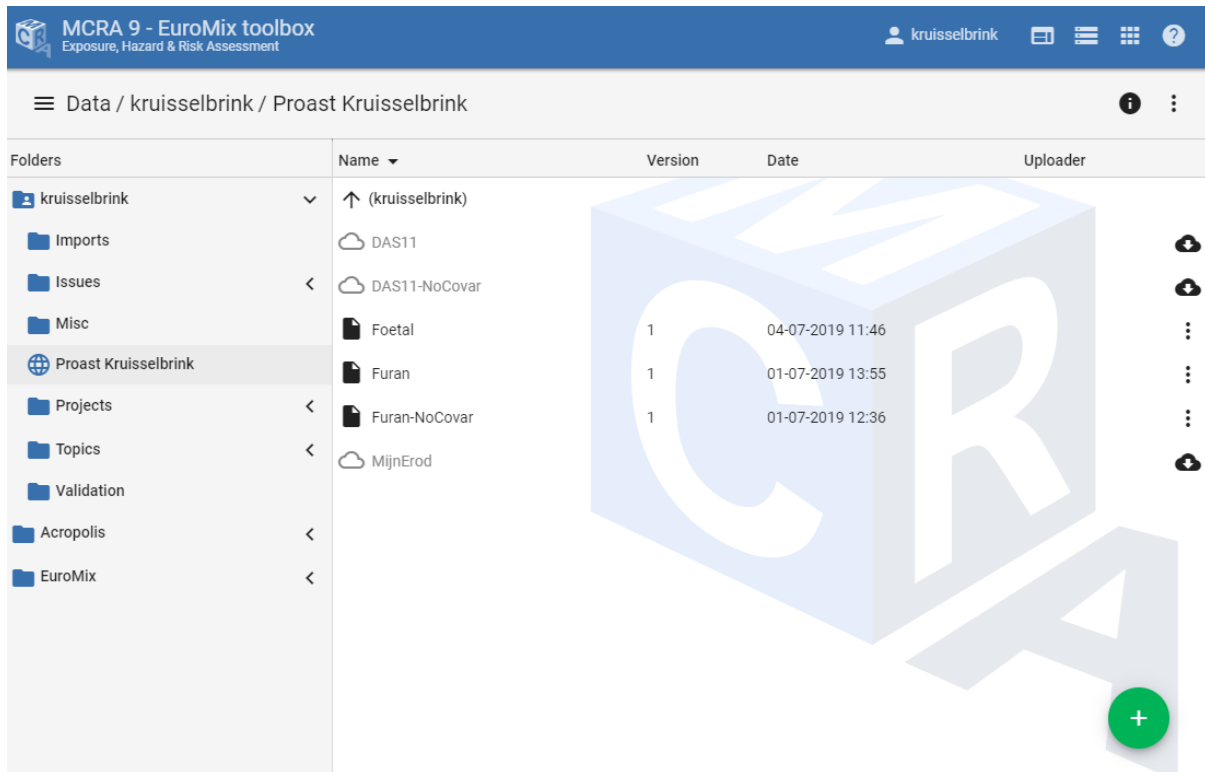 MCRA 9 - EuroMix toolbox
Exposure, Hazard & Risk Assessment
kruisselbrink
Data / kruisselbrink / Proast Kruisselbrink
Folders Name Version Date Uploader
kruisselbrink
Imports
Issues
Misc
Proast Kruisselbrink
Projects
Topics
Validation
Acropolis
EuroMix
(kruisselbrink)
DAS11
DAS11-NoCovar
Foetal 1 04-07-2019 11:46
Furan 1 01-07-2019 13:55
Furan-NoCovar 1 01-07-2019 12:36
MijnErod
M
C
R
A